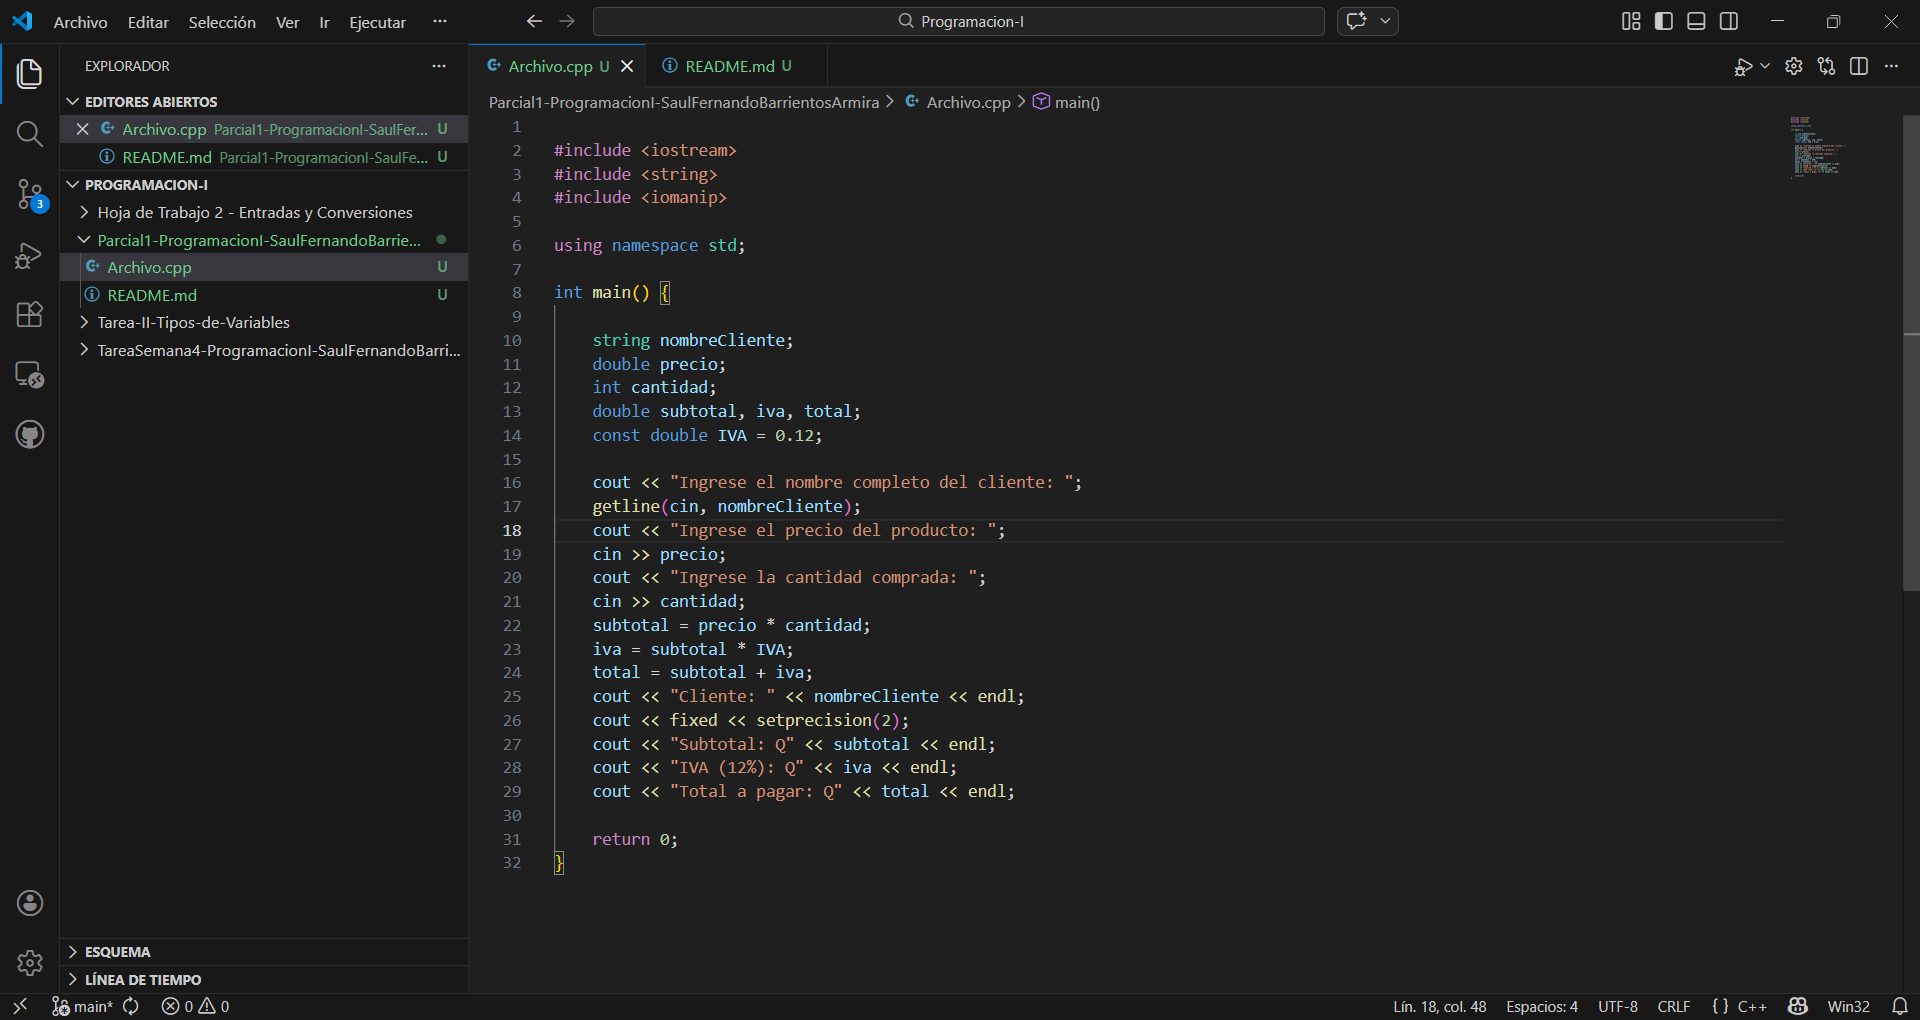 Archivo Editar Selección Ver Ir Ejecutar ···
Programacion-I
EXPLORADOR ···
EDITORES ABIERTOS
Archivo.cpp Parcial1-ProgramacionI-SaulFer... U
README.md Parcial1-ProgramacionI-SaulFe... U
PROGRAMACION-I
Hoja de Trabajo 2 - Entradas y Conversiones
Parcial1-ProgramacionI-SaulFernandoBarrie...
Archivo.cpp U
README.md U
Tarea-II-Tipos-de-Variables
TareaSemana4-ProgramacionI-SaulFernandoBarri...
3
ESQUEMA
LÍNEA DE TIEMPO
Archivo.cpp U
README.md U
Parcial1-ProgramacionI-SaulFernandoBarrientosArmira > Archivo.cpp > main()
1
2 #include <iostream>
3 #include <string>
4 #include <iomanip>
5
6 using namespace std;
7
8 int main() {
9
10 string nombreCliente;
11 double precio;
12 int cantidad;
13 double subtotal, iva, total;
14 const double IVA = 0.12;
15
16 cout << "Ingrese el nombre completo del cliente: ";
17 getline(cin, nombreCliente);
18 cout << "Ingrese el precio del producto: ";
19 cin >> precio;
20 cout << "Ingrese la cantidad comprada: ";
21 cin >> cantidad;
22 subtotal = precio * cantidad;
23 iva = subtotal * IVA;
24 total = subtotal + iva;
25 cout << "Cliente: " << nombreCliente << endl;
26 cout << fixed << setprecision(2);
27 cout << "Subtotal: Q" << subtotal << endl;
28 cout << "IVA (12%): Q" << iva << endl;
29 cout << "Total a pagar: Q" << total << endl;
30
31 return 0;
32 }
main* 0 0 Lín. 18, col. 48 Espacios: 4 UTF-8 CRLF { } C++ Win32